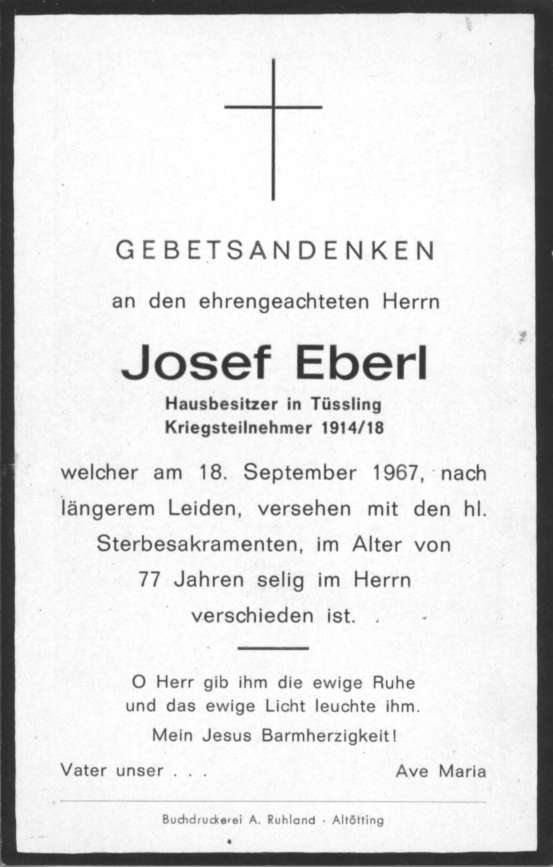 GEBETSANDENKEN
an den ehrengeachteten Herrn
Josef Eberl
Hausbesitzer in Tüssling
Kriegsteilnehmer 1914/18
welcher am 18. September 1967, nach
längerem Leiden, versehen mit den hl.
Sterbesakramenten, im Alter von
77 Jahren selig im Herrn
verschieden ist.
O Herr gib ihm die ewige Ruhe
und das ewige Licht leuchte ihm.
Mein Jesus Barmherzigkeit!
Vater unser . . . Ave Maria
Buchdruckerei A. Ruhland · Altötting